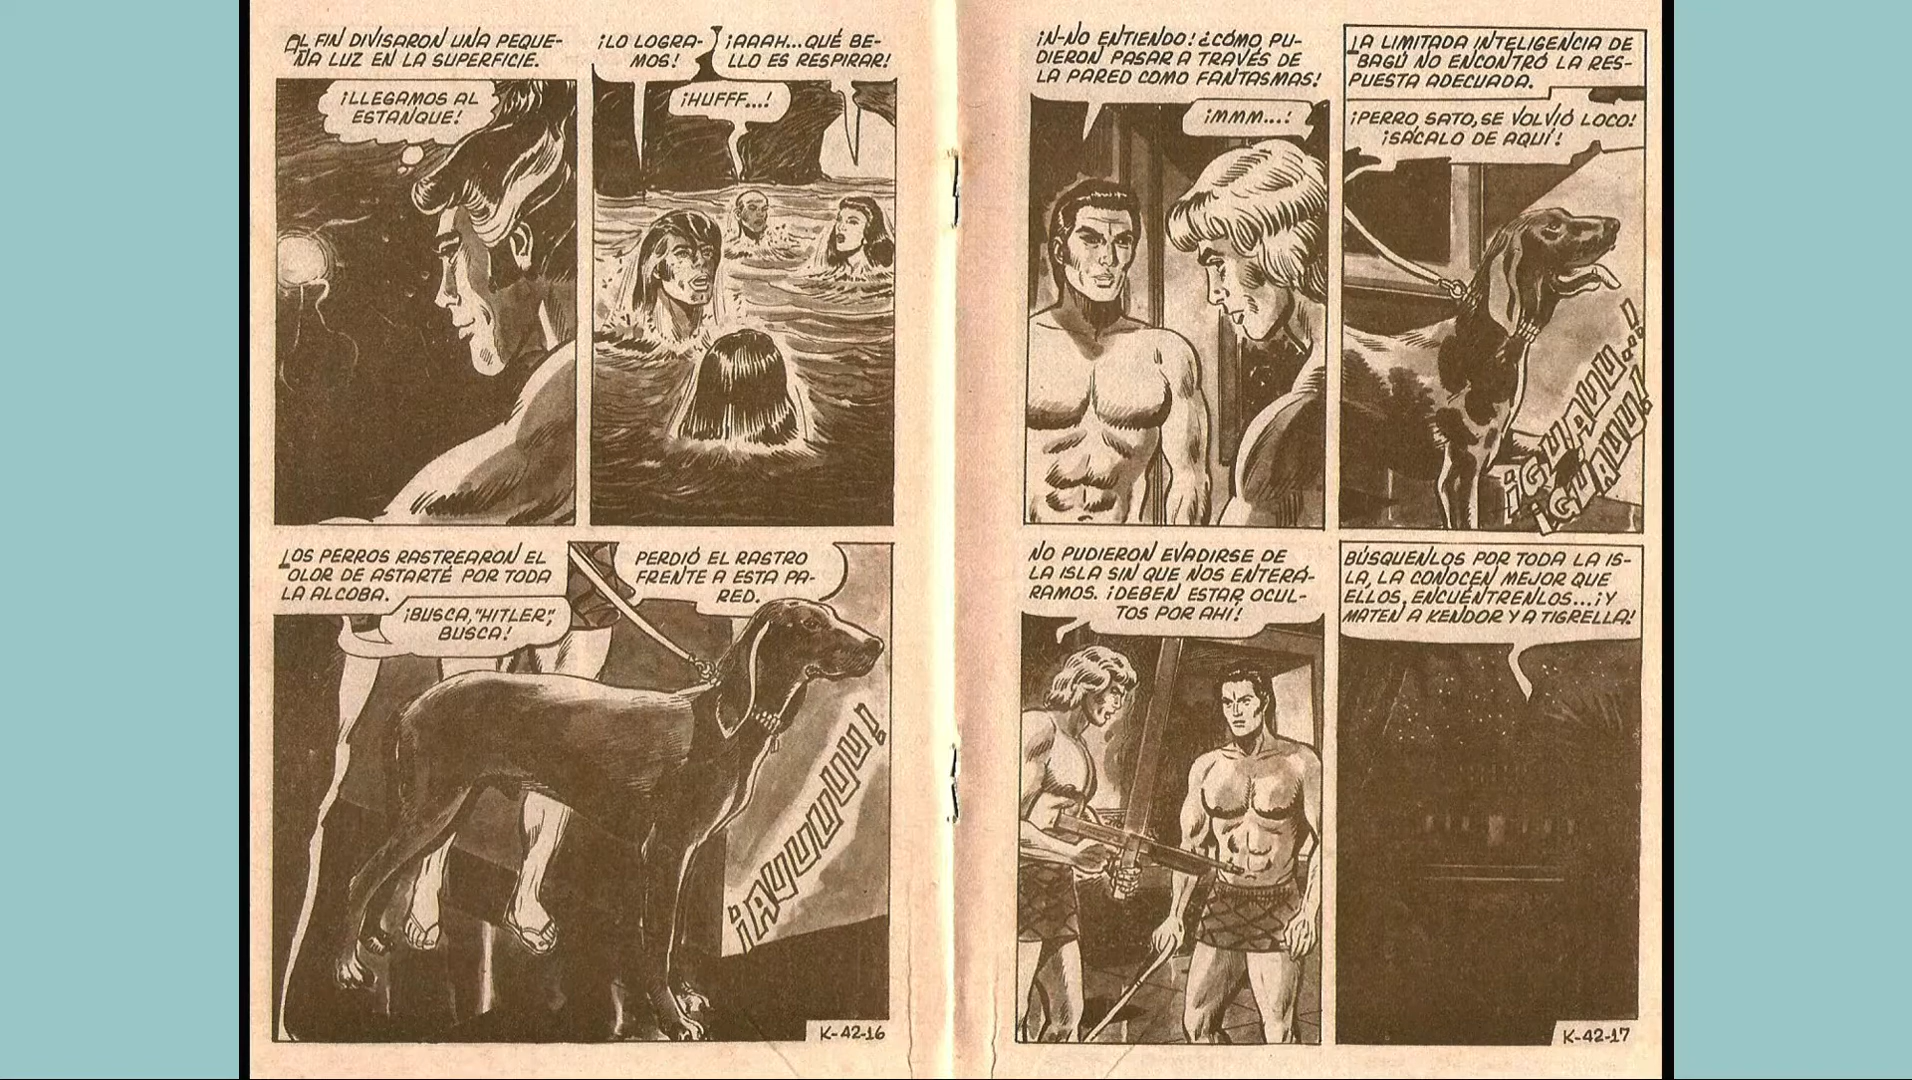 AL FIN DIVISARON UNA PEQUE-
ÑA LUZ EN LA SUPERFICIE.
¡LLEGAMOS AL
ESTANQUE!
¡LO LOGRA-
MOS!
¡AAAH...QUÉ BE-
LLO ES RESPIRAR!
¡HUFFF...!
LOS PERROS RASTREARON EL
OLOR DE ASTARTÉ POR TODA
LA ALCOBA.
¡BUSCA, "HITLER",
BUSCA!
PERDIÓ EL RASTRO
FRENTE A ESTA PA-
RED.
¡AUUUUUU!
K-42-16
¡N-NO ENTIENDO! ¿CÓMO PU-
DIERON PASAR A TRAVÉS DE
LA PARED COMO FANTASMAS!
¡MMM...!
LA LIMITADA INTELIGENCIA DE
BAGÚ NO ENCONTRÓ LA RES-
PUESTA ADECUADA.
¡PERRO SATO, SE VOLVIÓ LOCO!
¡SÁCALO DE AQUÍ!
¡GUAUU...!
¡GUAUU!
NO PUDIERON EVADIRSE DE
LA ISLA SIN QUE NOS ENTERÁ-
RAMOS. ¡DEBEN ESTAR OCUL-
TOS POR AHÍ!
BÚSQUENLOS POR TODA LA IS-
LA, LA CONOCEN MEJOR QUE
ELLOS, ENCUÉNTRENLOS...¡Y
MATEN A KENDOR Y A TIGRELLA!
K-42-17